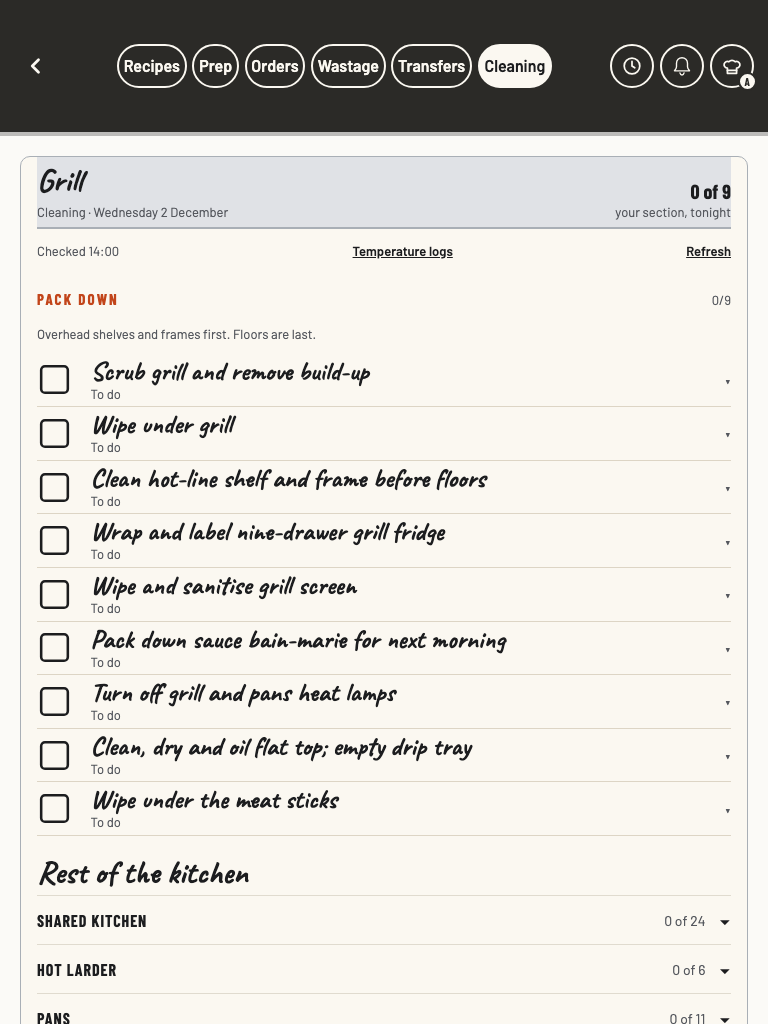 Recipes Prep Orders Wastage Transfers Cleaning
A
Grill
0 of 9
Cleaning · Wednesday 2 December
your section, tonight
Checked 14:00
Temperature logs
Refresh
PACK DOWN
0/9
Overhead shelves and frames first. Floors are last.
Scrub grill and remove build-up
To do
Wipe under grill
To do
Clean hot-line shelf and frame before floors
To do
Wrap and label nine-drawer grill fridge
To do
Wipe and sanitise grill screen
To do
Pack down sauce bain-marie for next morning
To do
Turn off grill and pans heat lamps
To do
Clean, dry and oil flat top; empty drip tray
To do
Wipe under the meat sticks
To do
Rest of the kitchen
SHARED KITCHEN
0 of 24
HOT LARDER
0 of 6
PANS
0 of 11